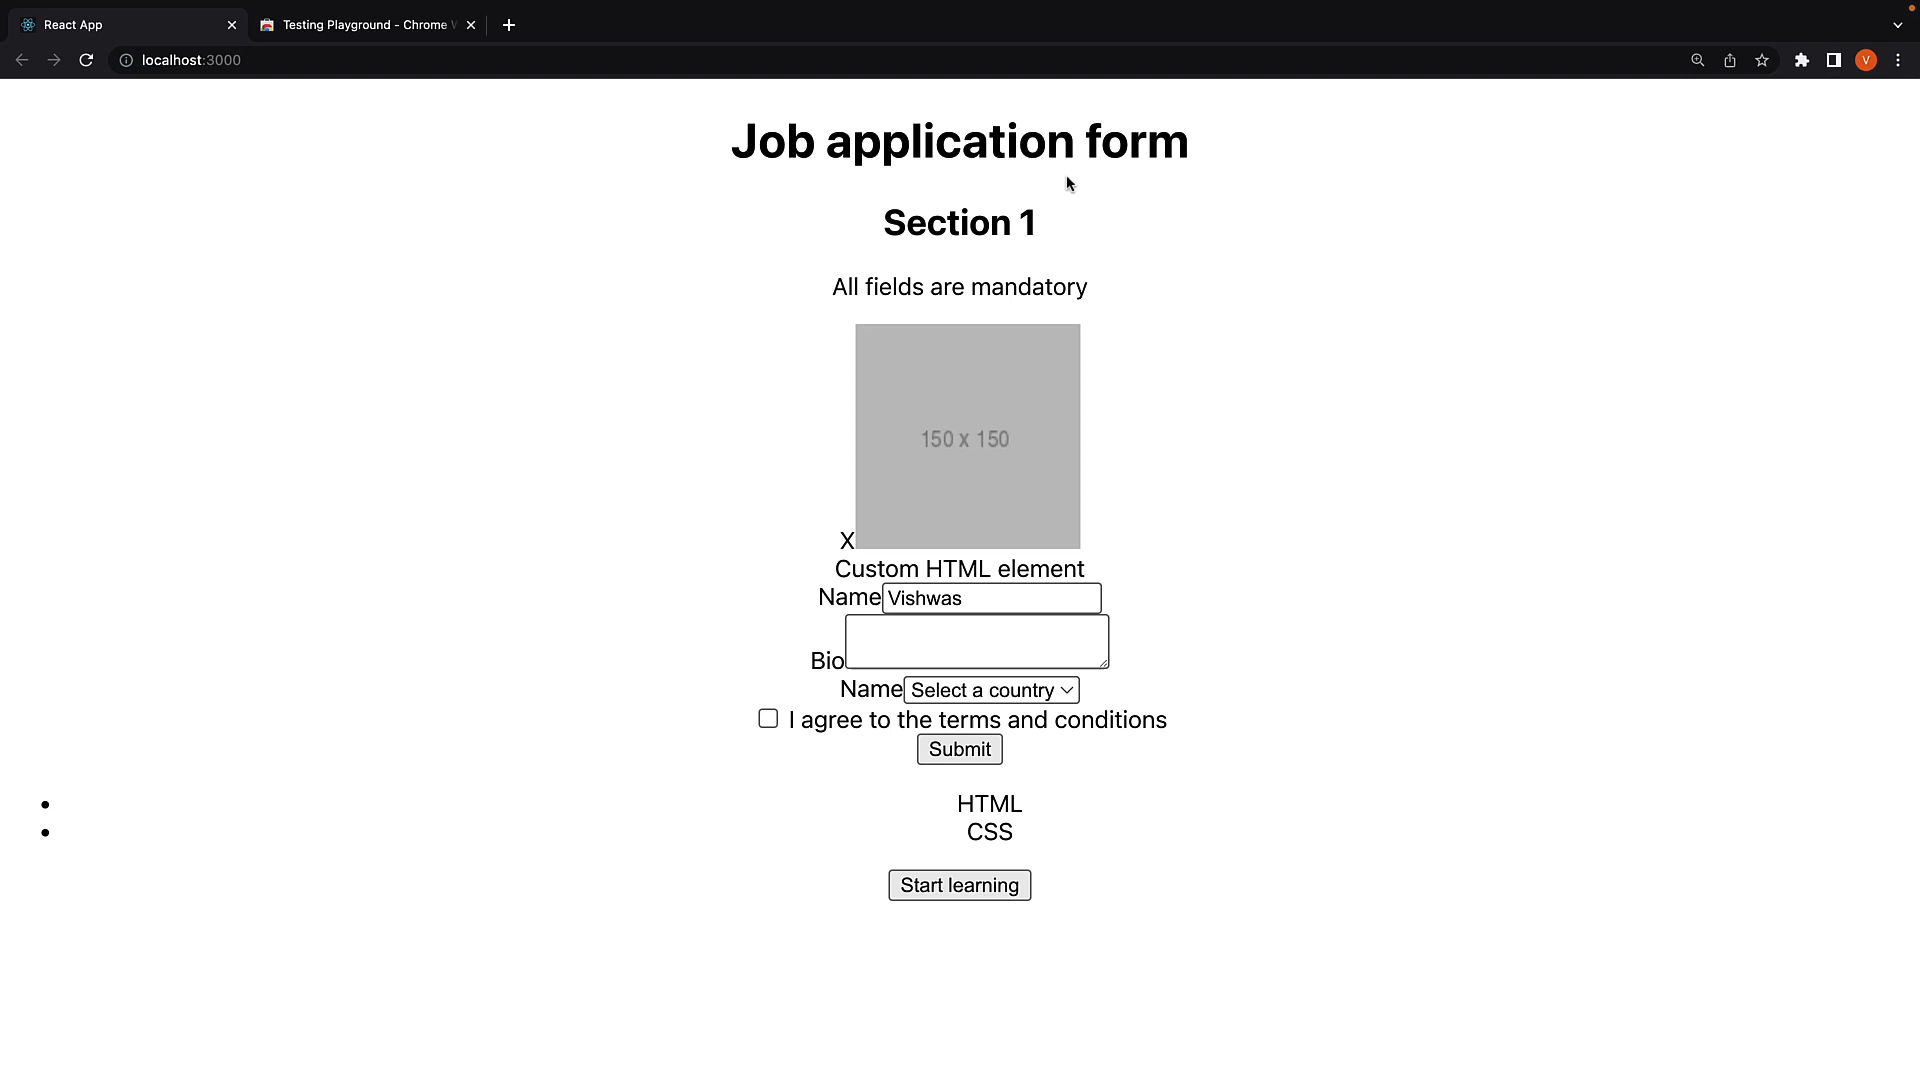 React App
Testing Playground - Chrome
localhost:3000
V
Job application form
Section 1
All fields are mandatory
150 x 150
X
Custom HTML element
Name Vishwas
Bio
Name Select a country
I agree to the terms and conditions
Submit
HTML
CSS
Start learning